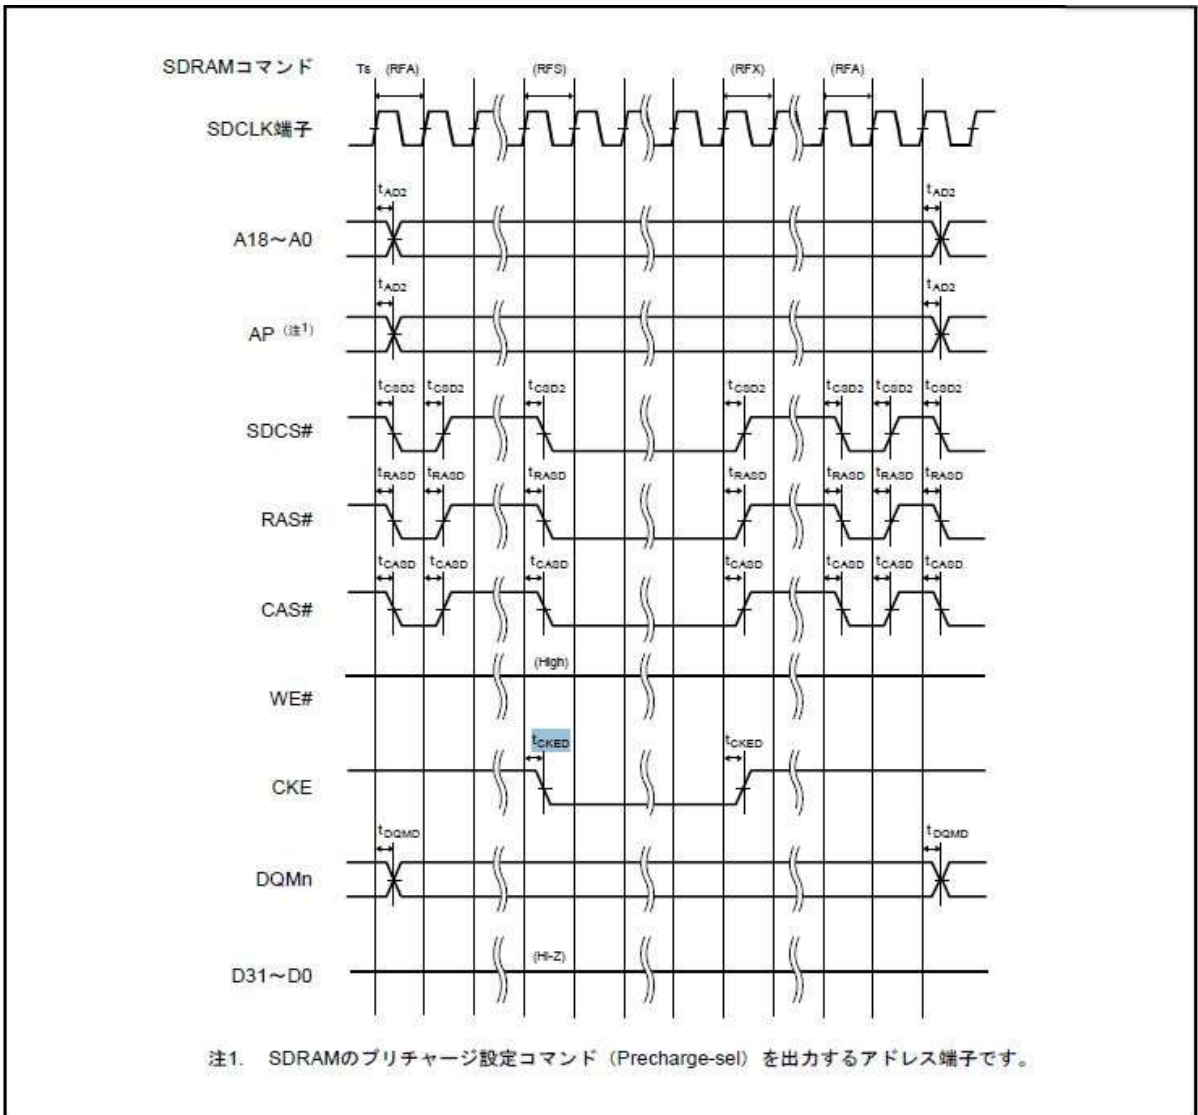 SDRAMコマンド Ts (RFA) (RFS) (RFX) (RFA)
SDCLK端子
tAD2 tAD2
A18～A0
tAD2 tAD2
AP (注1)
tCSD2 tCSD2 tCSD2 tCSD2 tCSD2 tCSD2 tCSD2
SDCS#
tRASD tRASD tRASD tRASD tRASD tRASD tRASD
RAS#
tCASD tCASD tCASD tCASD tCASD tCASD tCASD
CAS#
(High)
WE#
tCKED tCKED
CKE
tDQMD tDQMD
DQMn
(Hi-Z)
D31～D0
注1. SDRAMのプリチャージ設定コマンド（Precharge-sel）を出力するアドレス端子です。